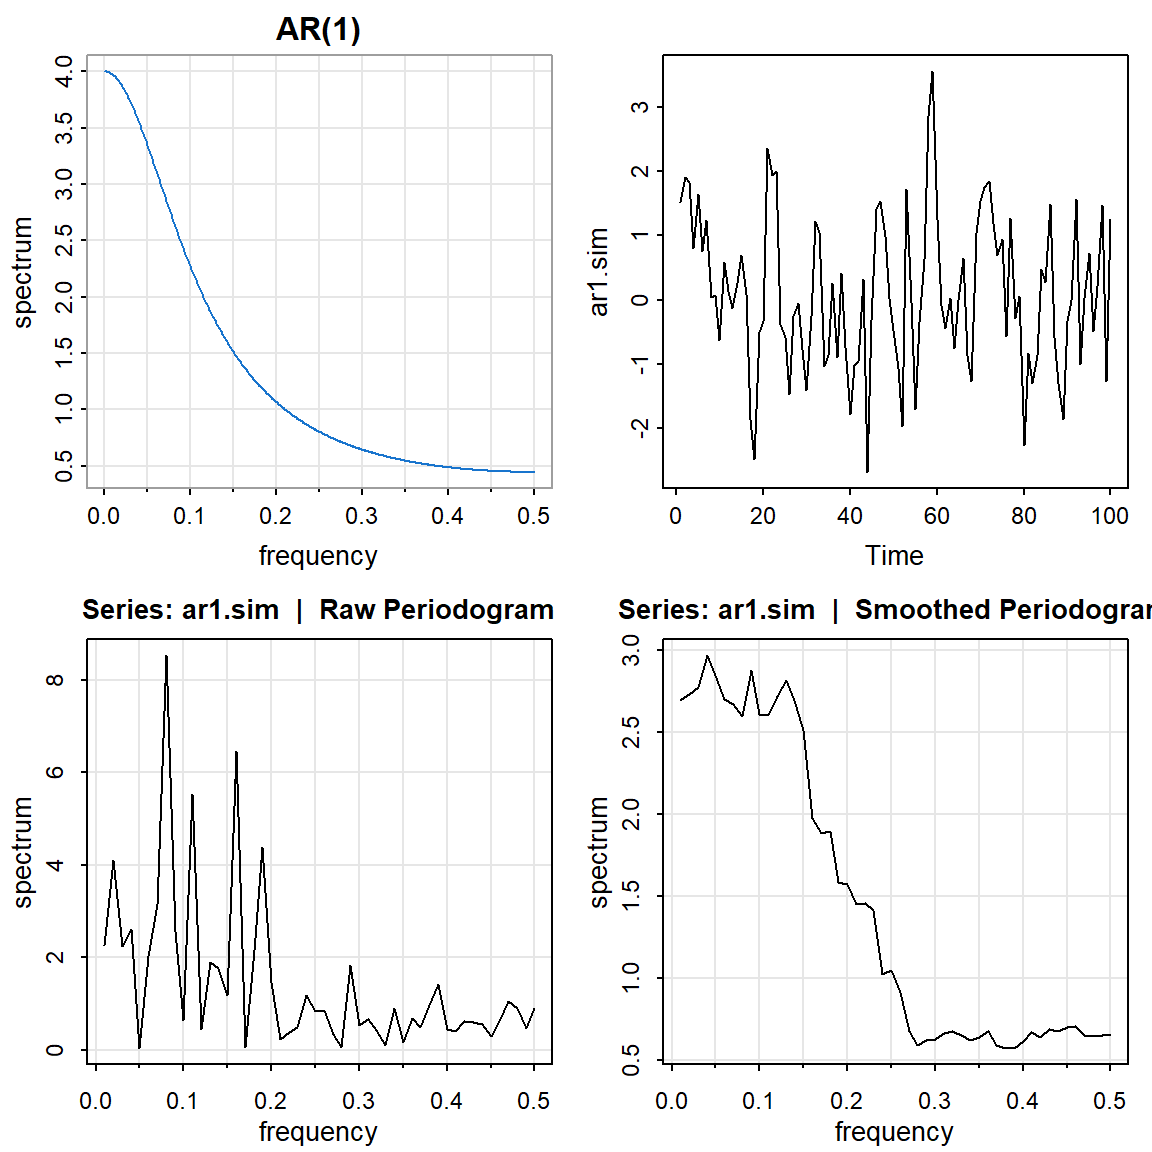 AR(1)
spectrum
4.0
3.5
3.0
2.5
2.0
1.5
1.0
0.5
0.0 0.1 0.2 0.3 0.4 0.5
frequency
ar1.sim
3
2
1
0
-1
-2
0 20 40 60 80 100
Time
Series: ar1.sim | Raw Periodogram
spectrum
8
6
4
2
0
0.0 0.1 0.2 0.3 0.4 0.5
frequency
Series: ar1.sim | Smoothed Periodogra
spectrum
3.0
2.5
2.0
1.5
1.0
0.5
0.0 0.1 0.2 0.3 0.4 0.5
frequency